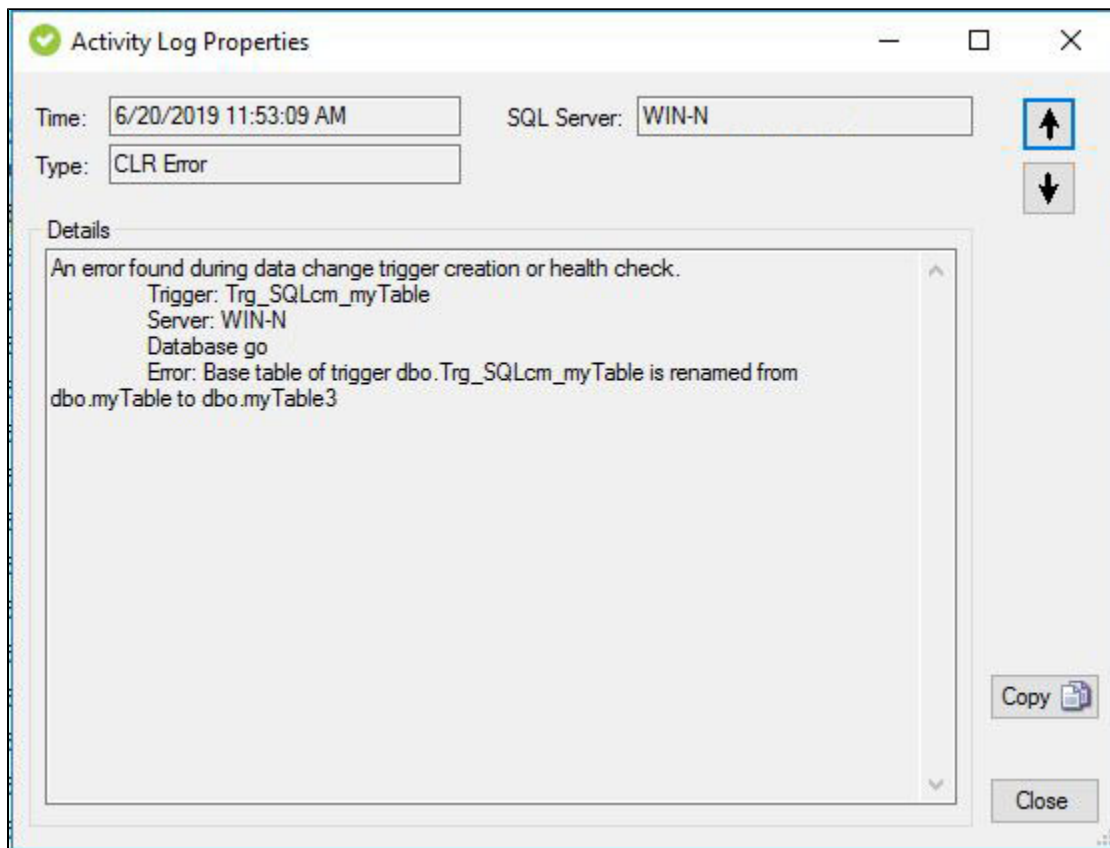 Activity Log Properties
Time: 6/20/2019 11:53:09 AM SQL Server: WIN-N
Type: CLR Error
Details
An error found during data change trigger creation or health check.
Trigger: Trg_SQLcm_myTable
Server: WIN-N
Database go
Error: Base table of trigger dbo.Trg_SQLcm_myTable is renamed from
dbo.myTable to dbo.myTable3
Copy
Close